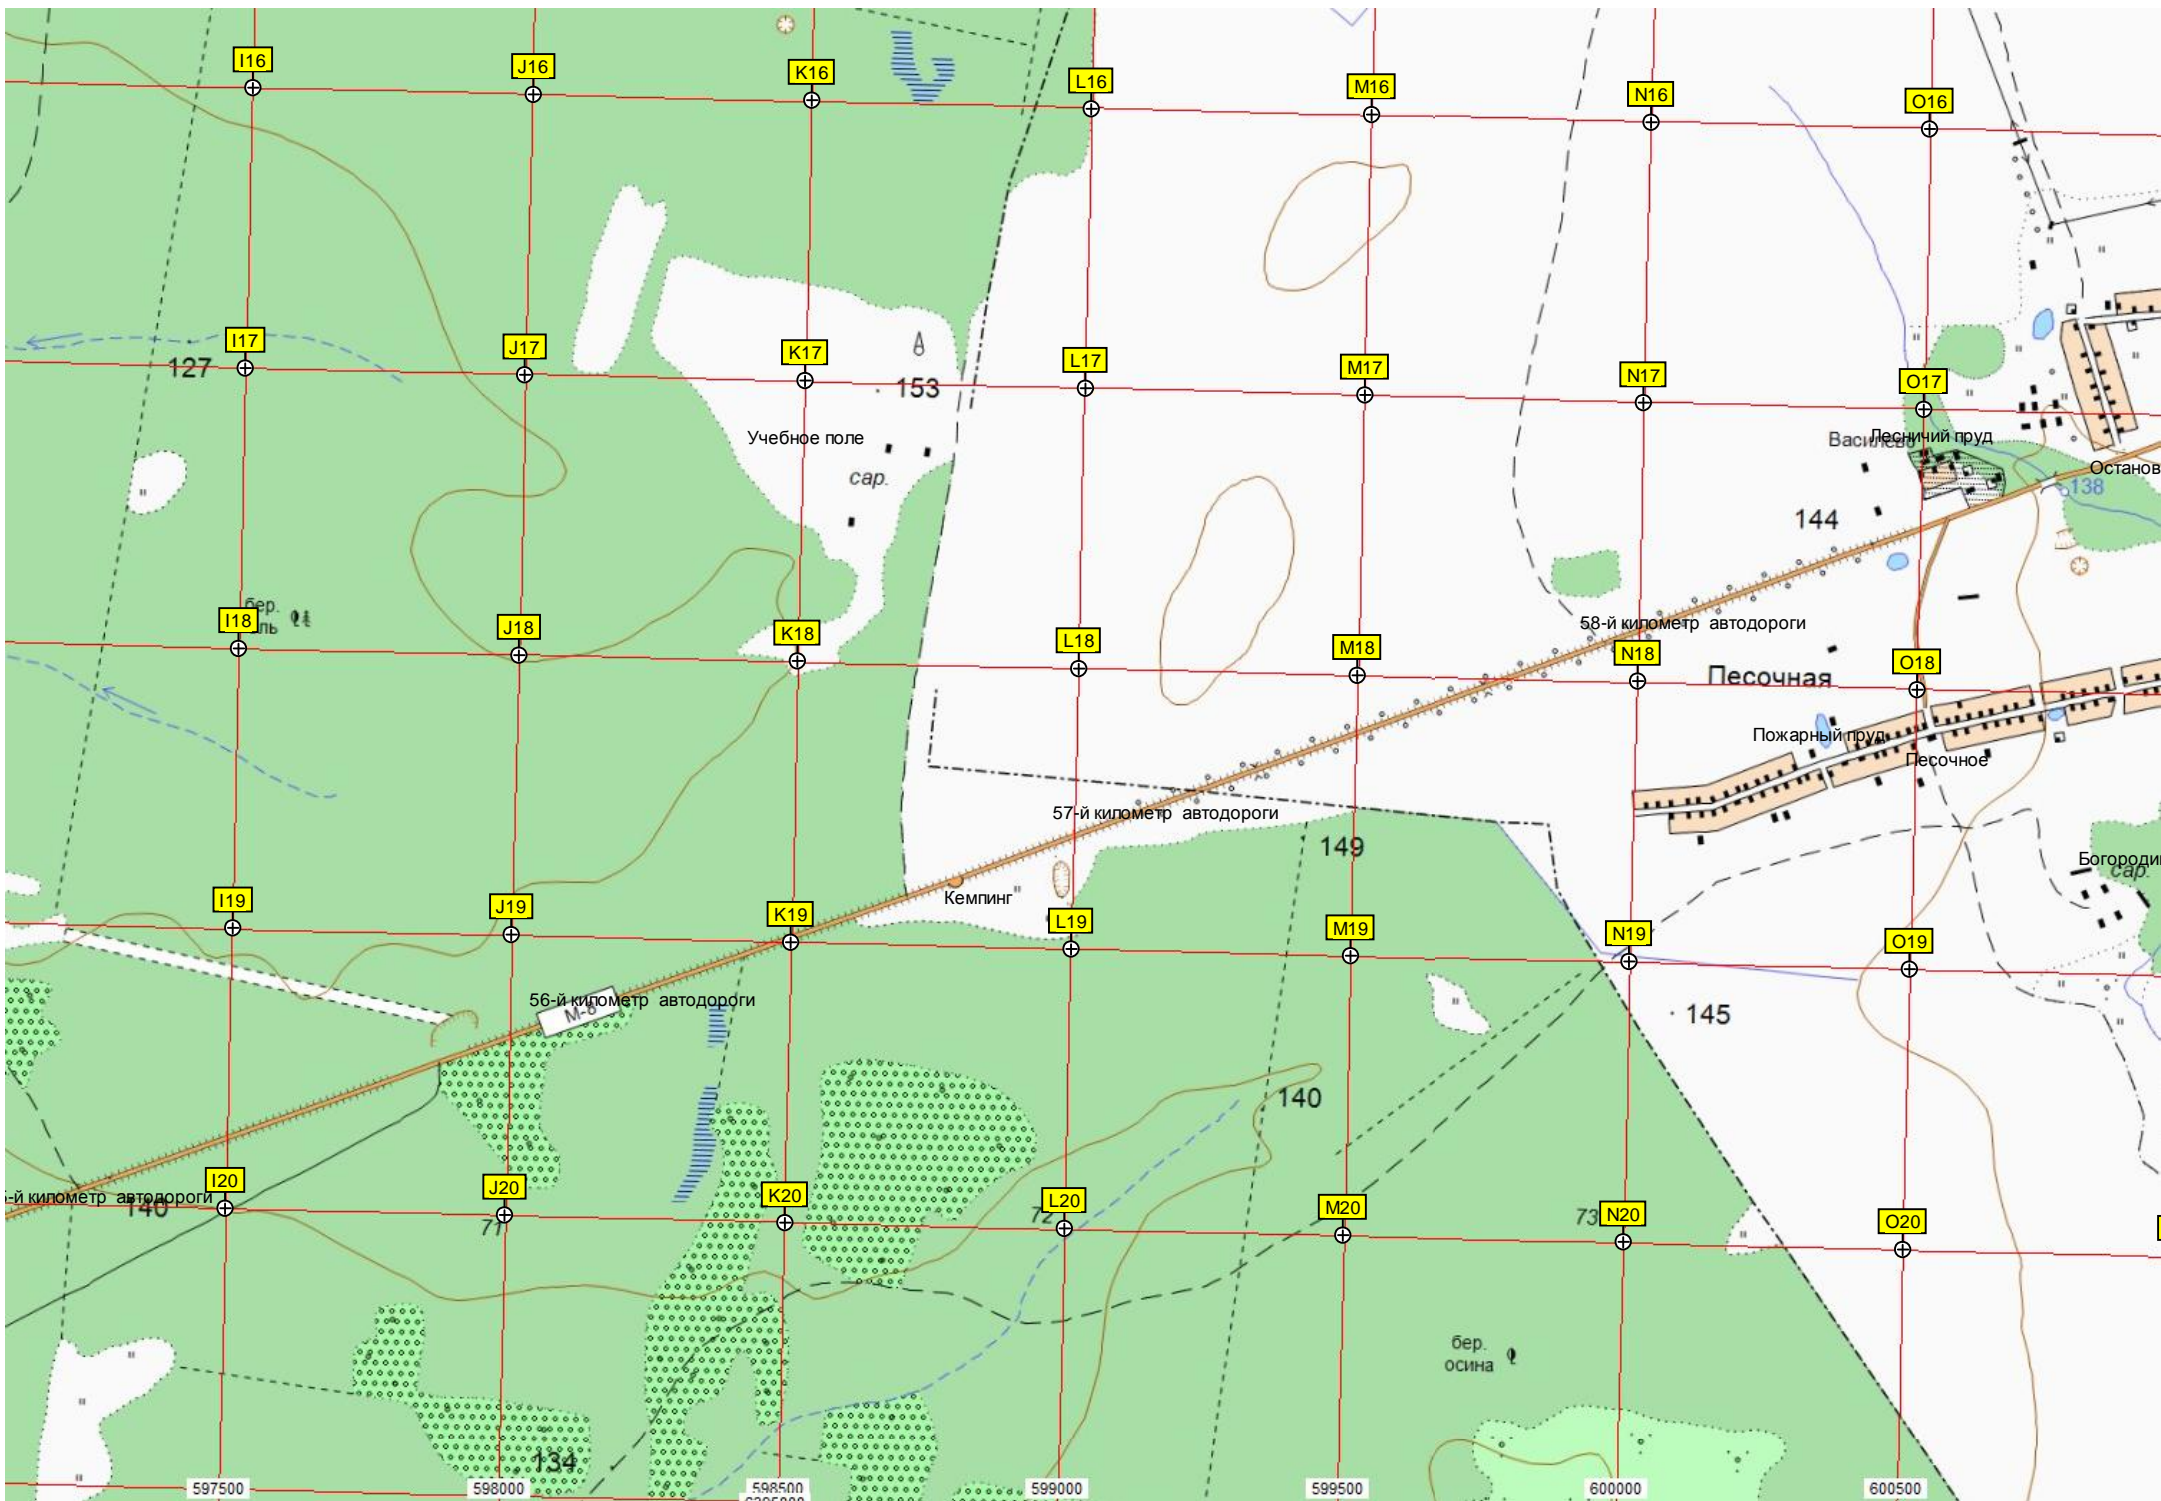 I16
J16
K16
L16
M16
N16
O16
I17
J17
K17
L17
M17
N17
O17
127
153
Учебное поле
сар.
Василево
Лесничий пруд
Останов
138
144
бер.
I18
J18
K18
L18
M18
58-й километр автодороги
N18
O18
Песочная
Пожарный пруд
Песочное
57-й километр автодороги
149
Богороди
сар.
Кемпинг
I19
J19
K19
L19
M19
N19
O19
56-й километр автодороги
М-8
145
140
I20
J20
K20
L20
M20
N20
O20
-й километр автодороги
140
71
72
73
бер.
осина
134
597500
598000
598500
599000
599500
600000
600500